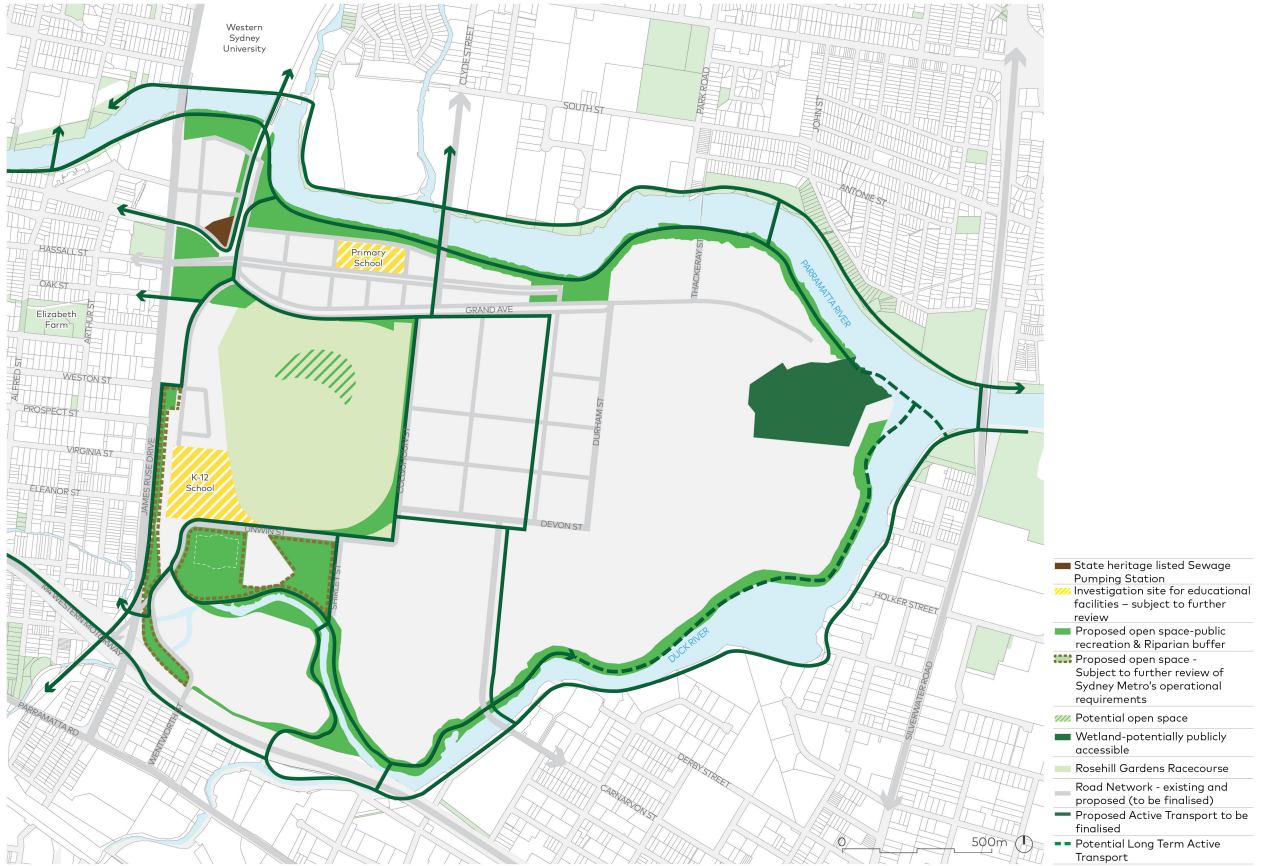 Western
Sydney
University
CLYDE STREET
SOUTH ST
PARK ROAD
JOHN ST
ANTONIE ST
HASSALL ST
OAK ST
Elizabeth
Farm
ARTHUR ST
ALFRED ST
WESTON ST
PROSPECT ST
VIRGINIA ST
ELEANOR ST
JAMES RUSE DRIVE
Primary
School
GRAND AVE
THACKERAY ST
PARRAMATTA RIVER
COLQUHOUN ST
DURHAM ST
K-12
School
UNWIN ST
DEVON ST
SHIRLEY ST
M4 WESTERN MOTORWAY
PARRAMATTA RD
WENTWORTH ST
DUCK RIVER
HOLKER STREET
SILVERWATER ROAD
DERBY STREET
CARNARVON ST
0
500m
State heritage listed Sewage
Pumping Station
Investigation site for educational
facilities – subject to further
review
Proposed open space-public
recreation & Riparian buffer
Proposed open space -
Subject to further review of
Sydney Metro's operational
requirements
Potential open space
Wetland-potentially publicly
accessible
Rosehill Gardens Racecourse
Road Network - existing and
proposed (to be finalised)
Proposed Active Transport to be
finalised
Potential Long Term Active
Transport